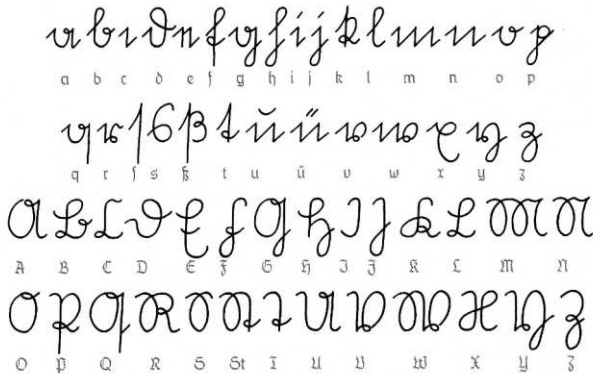 a b c d e f g h i j k l m n o p
a b c d e f g h i j k l m n o p
q r ſ s ß t u ü v w x y z
q r ſ s ß t u ü v w x y z
A B C D E F G H I J K L M N
A B C D E F G H I J K L M N
O P Q R S St T U V W X Y Z
O P Q R S St T U V W X Y Z